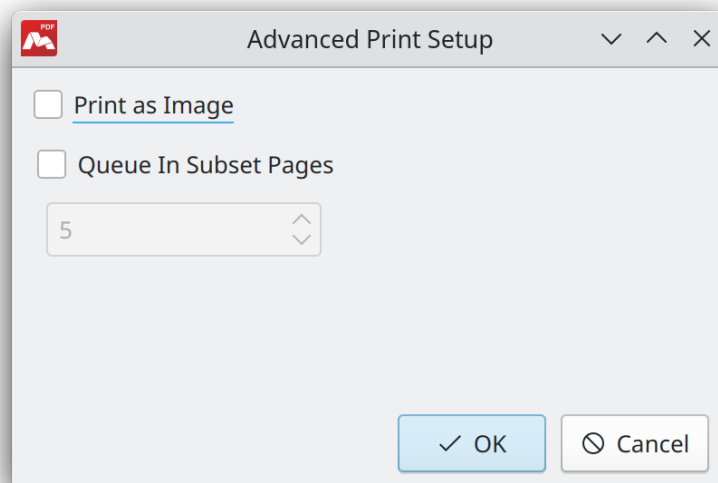 PDF
Advanced Print Setup
Print as Image
Queue In Subset Pages
5
OK
Cancel